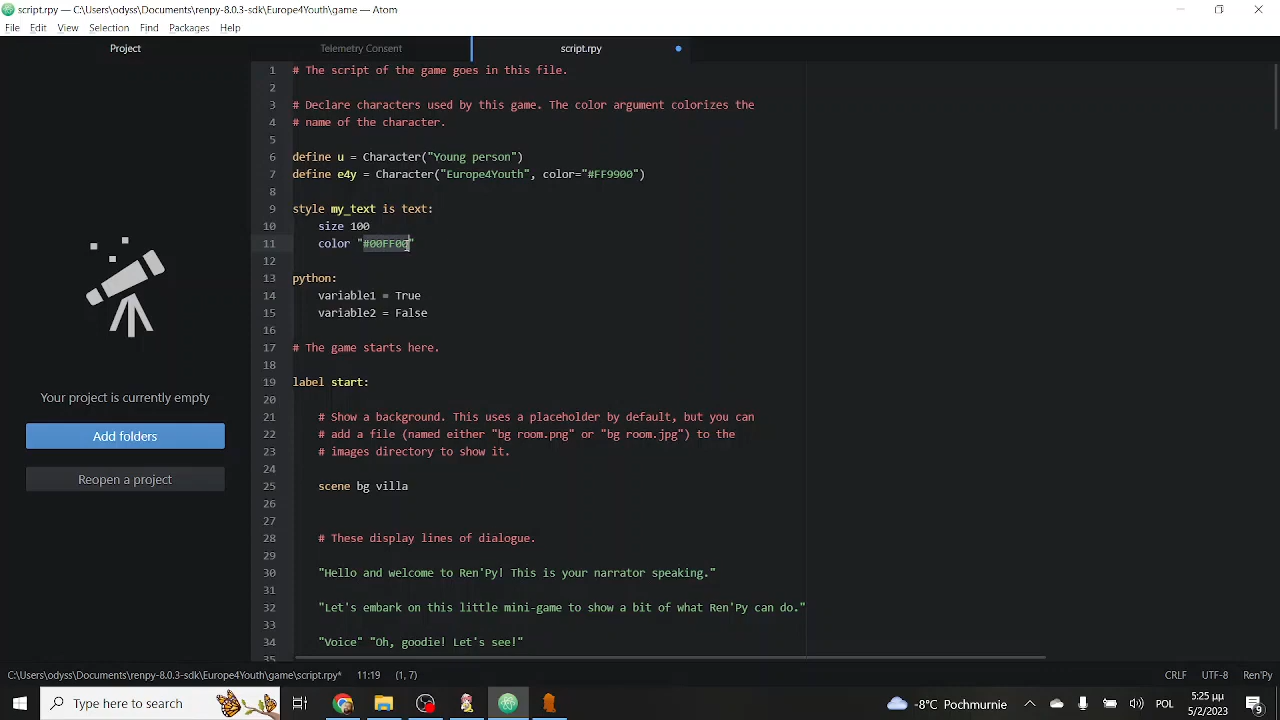 script.rpy — C:\Users\odyss\Documents\renpy-8.0.3-sdk\Europe4Youth\game — Atom
File Edit View Selection Find Packages Help
Project
Telemetry Consent
script.rpy
1 # The script of the game goes in this file.
2
3 # Declare characters used by this game. The color argument colorizes the
4 # name of the character.
5
6 define u = Character("Young person")
7 define e4y = Character("Europe4Youth", color="#FF9900")
8
9 style my_text is text:
10 size 100
11 color "#00FF00"
12
13 python:
14 variable1 = True
15 variable2 = False
16
17 # The game starts here.
18
19 label start:
20
21 # Show a background. This uses a placeholder by default, but you can
22 # add a file (named either "bg room.png" or "bg room.jpg") to the
23 # images directory to show it.
24
25 scene bg villa
26
27
28 # These display lines of dialogue.
29
30 "Hello and welcome to Ren'Py! This is your narrator speaking."
31
32 "Let's embark on this little mini-game to show a bit of what Ren'Py can do."
33
34 "Voice" "Oh, goodie! Let's see!"
35
Your project is currently empty
Add folders
Reopen a project
C:\Users\odyss\Documents\renpy-8.0.3-sdk\Europe4Youth\game\script.rpy* 11:19 (1, 7)
CRLF UTF-8 Ren'Py
Type here to search
-8°C Pochmurnie
5:25 μμ
5/2/2023
9